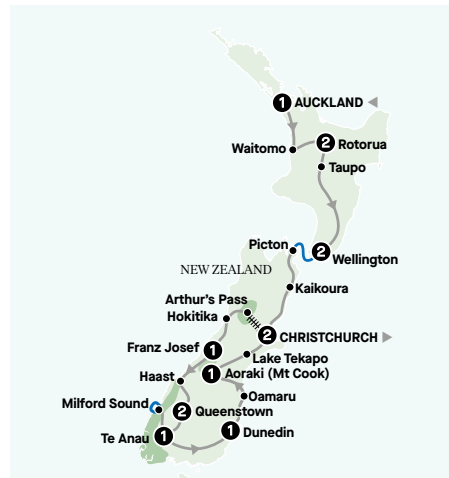 1 AUCKLAND
Waitomo
2 Rotorua
Taupo
Picton
2 Wellington
NEW ZEALAND
Kaikoura
Arthur's Pass
Hokitika
2 CHRISTCHURCH
Franz Josef 1
Lake Tekapo
1 Aoraki (Mt Cook)
Haast
Oamaru
Milford Sound
2 Queenstown
Te Anau 1
1 Dunedin